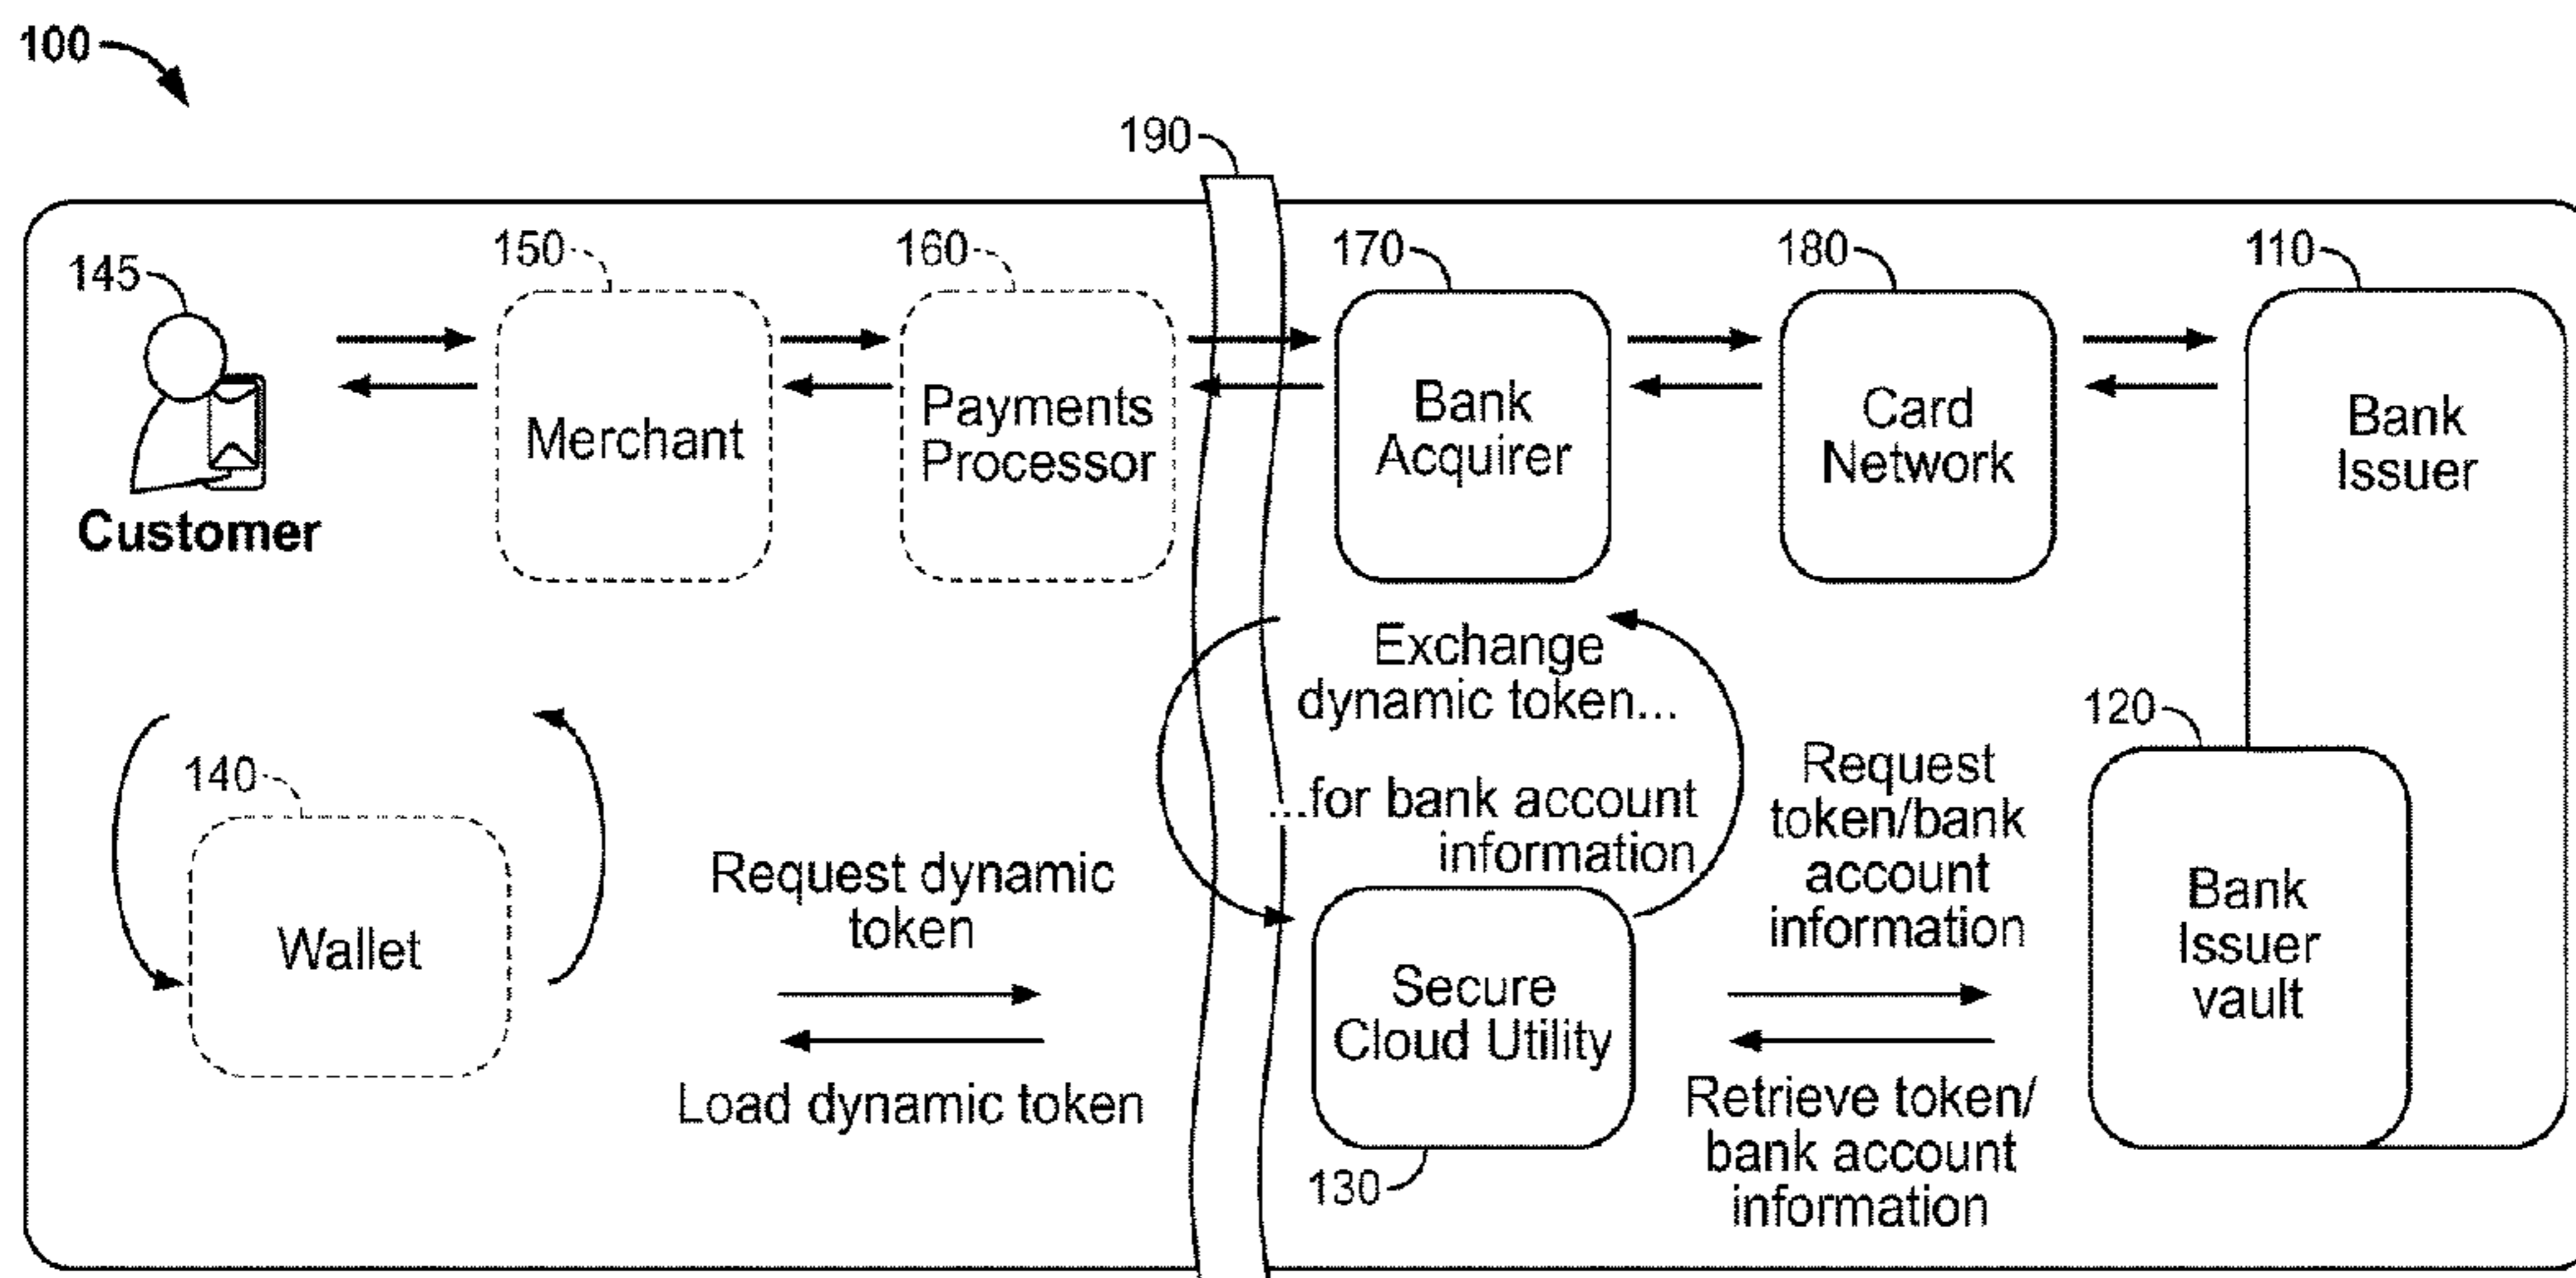 100
190
145
150
160
170
180
110
Customer
Merchant
Payments
Processor
Bank
Acquirer
Card
Network
Bank
Issuer
Exchange
dynamic token...
...for bank account
information
140
Wallet
Request dynamic
token
Load dynamic token
Secure
Cloud Utility
130
Request
token/bank
account
information
Retrieve token/
bank account
information
120
Bank
Issuer
vault